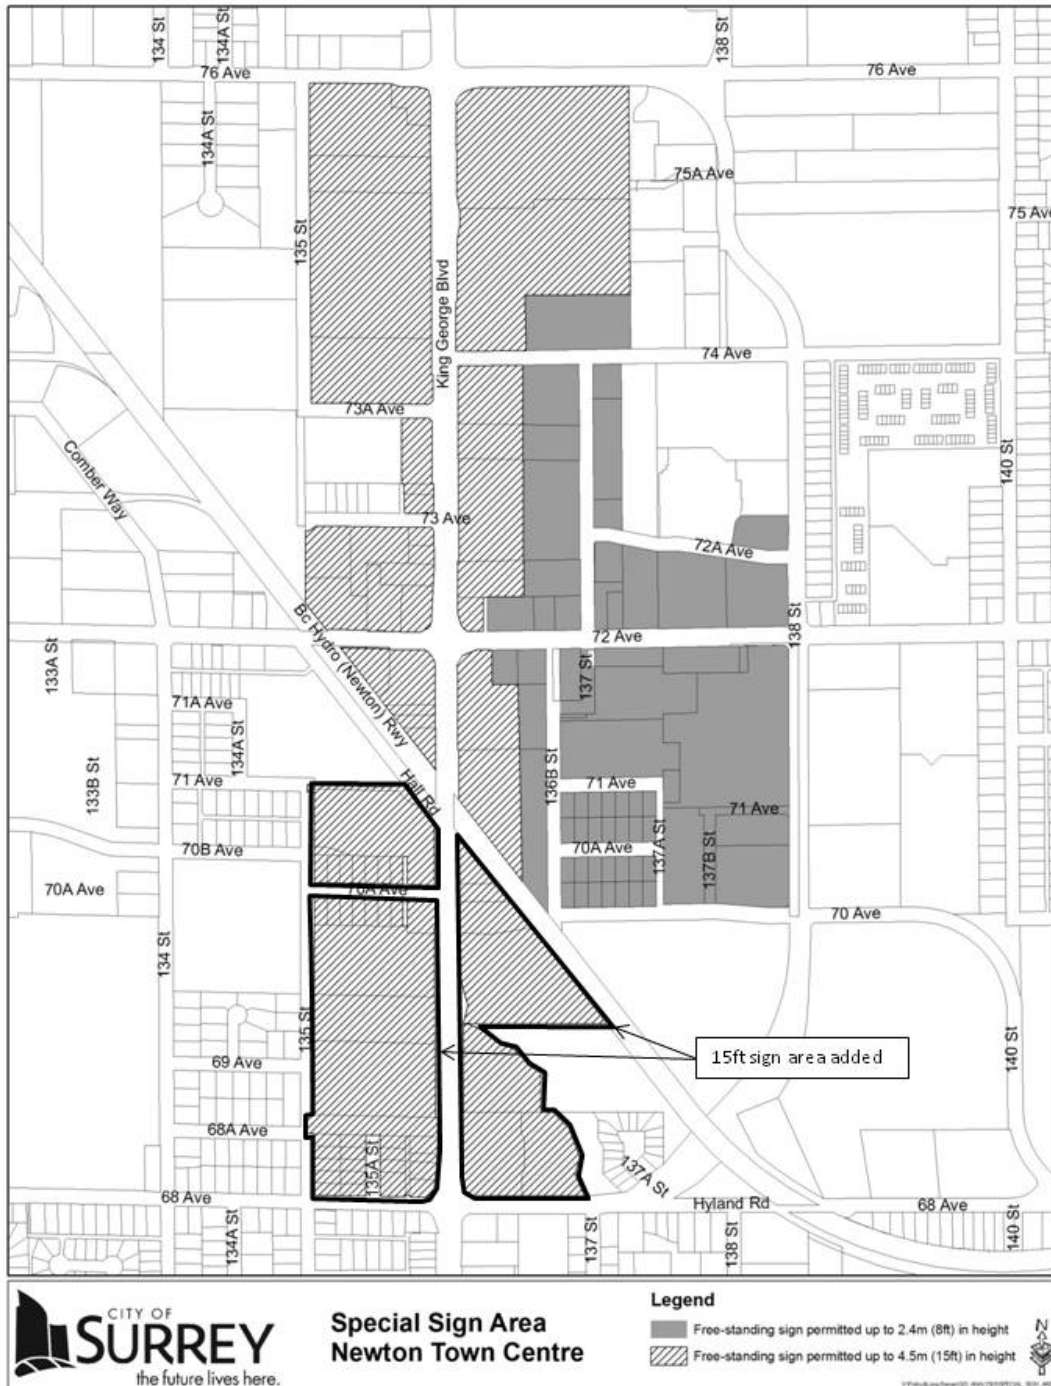 134 St
134A St
138 St
76 Ave
76 Ave
134A St
75A Ave
75 Ave
135 St
King George Blvd
74 Ave
73A Ave
Comber Way
140 St
73 Ave
72A Ave
138 St
72 Ave
Bc Hydro (Newton) Rwy
133A St
137 St
71A Ave
134A St
133B St
136B St
71 Ave
Hall Rd
71 Ave
71 Ave
70B Ave
70A Ave
137A St
137B St
70A Ave
70A Ave
70 Ave
134 St
135 St
15ft sign area added
140 St
69 Ave
68A Ave
135A St
137A St
68 Ave
Hyland Rd
68 Ave
134A St
137 St
138 St
140 St
CITY OF
SURREY
the future lives here.
Special Sign Area
Newton Town Centre
Legend
Free-standing sign permitted up to 2.4m (8ft) in height
Free-standing sign permitted up to 4.5m (15ft) in height
N